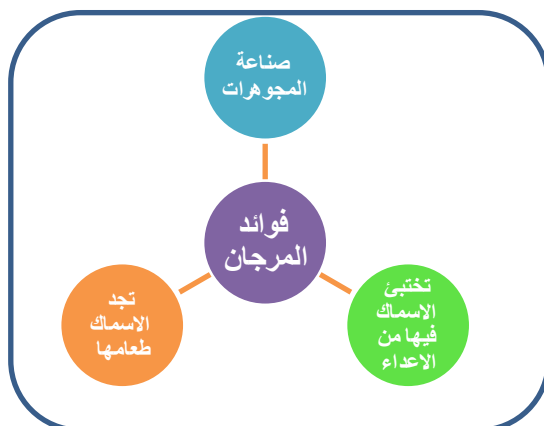 صناعة
المجوهرات
فوائد
المرجان
تختبئ
الاسماك
فيها من
الاعداء
تجد
الاسماك
طعامها